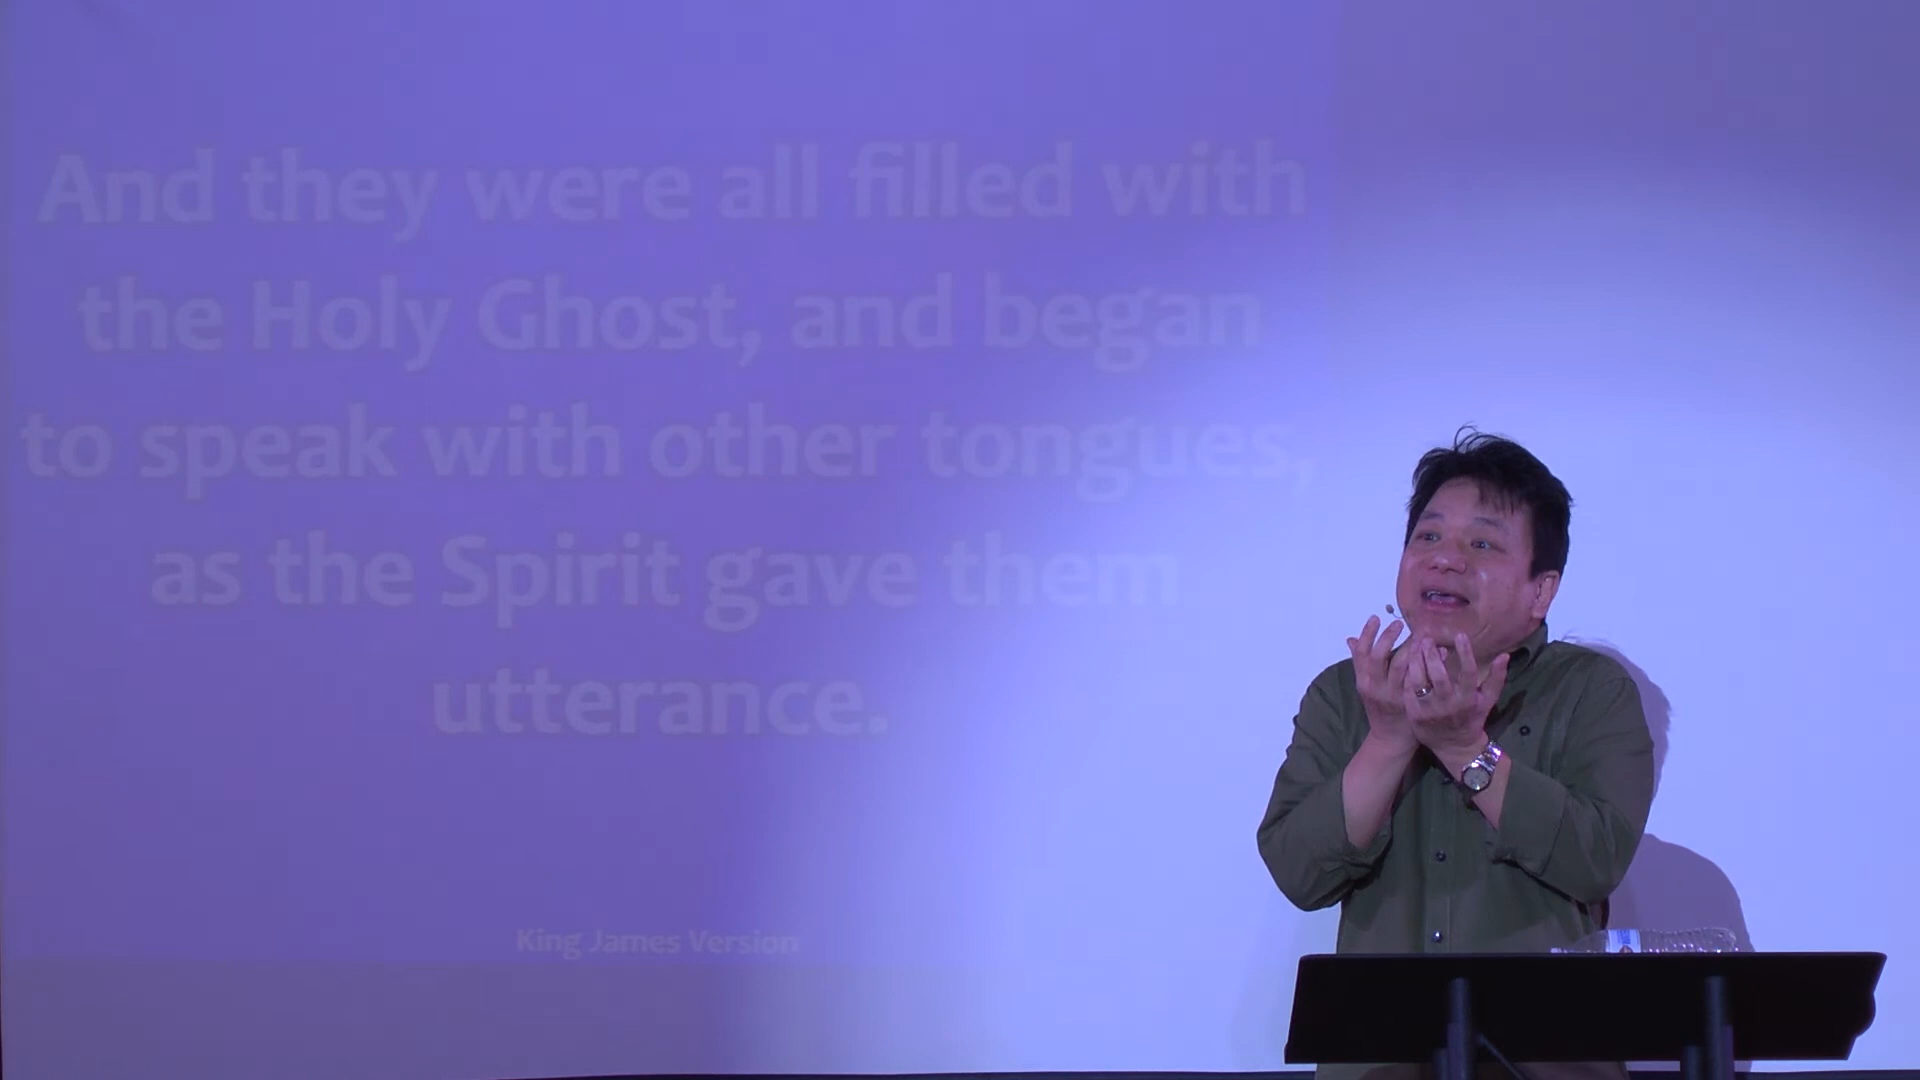 And they were all filled with
the Holy Ghost, and began
to speak with other tongues,
as the Spirit gave them
utterance.
King James Version